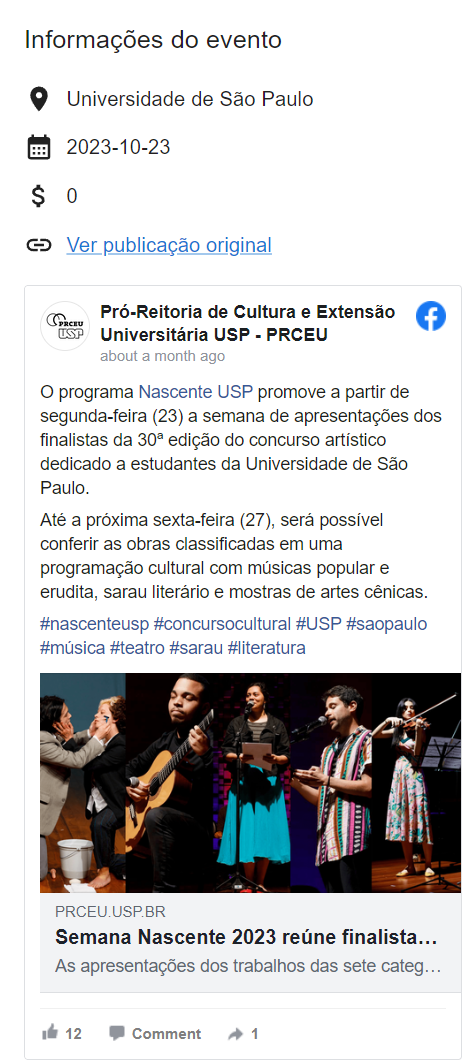 Informações do evento
Universidade de São Paulo
2023-10-23
$ 0
Ver publicação original
PRCEU
USP
Pró-Reitoria de Cultura e Extensão
Universitária USP - PRCEU
about a month ago
O programa Nascente USP promove a partir de
segunda-feira (23) a semana de apresentações dos
finalistas da 30ª edição do concurso artístico
dedicado a estudantes da Universidade de São
Paulo.
Até a próxima sexta-feira (27), será possível
conferir as obras classificadas em uma
programação cultural com músicas popular e
erudita, sarau literário e mostras de artes cênicas.
#nascenteusp #concursocultural #USP #saopaulo
#música #teatro #sarau #literatura
PRCEU.USP.BR
Semana Nascente 2023 reúne finalista…
As apresentações dos trabalhos das sete categ…
12 Comment 1